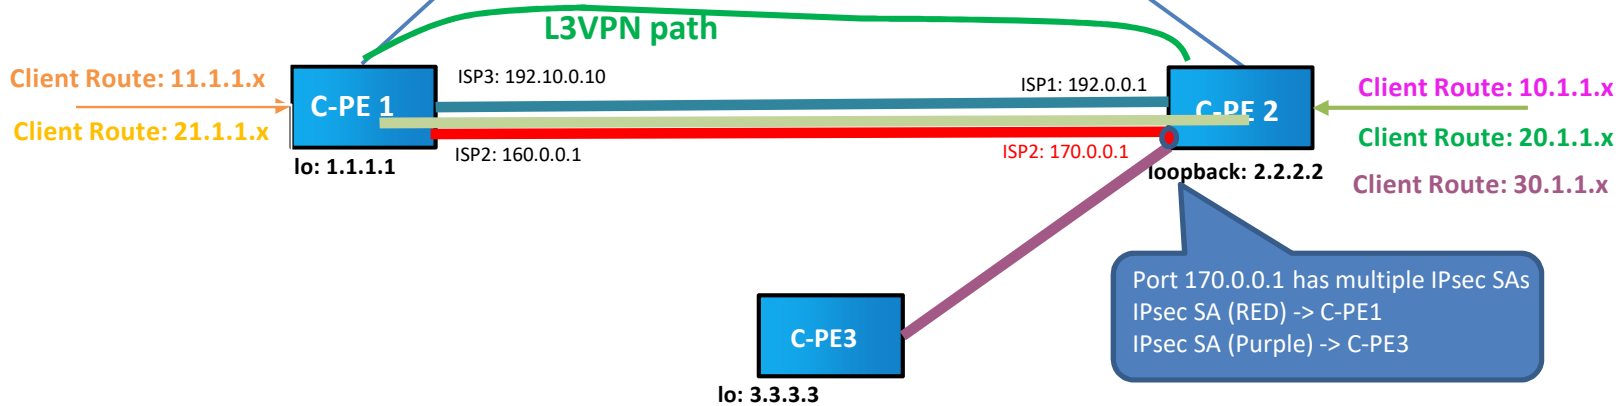 L3VPN path
Client Route: 11.1.1.x
Client Route: 21.1.1.x
C-PE 1
lo: 1.1.1.1
ISP3: 192.10.0.10
ISP2: 160.0.0.1
ISP1: 192.0.0.1
ISP2: 170.0.0.1
C-PE 2
loopback: 2.2.2.2
Client Route: 10.1.1.x
Client Route: 20.1.1.x
Client Route: 30.1.1.x
Port 170.0.0.1 has multiple IPsec SAs
IPsec SA (RED) -> C-PE1
IPsec SA (Purple) -> C-PE3
C-PE3
lo: 3.3.3.3